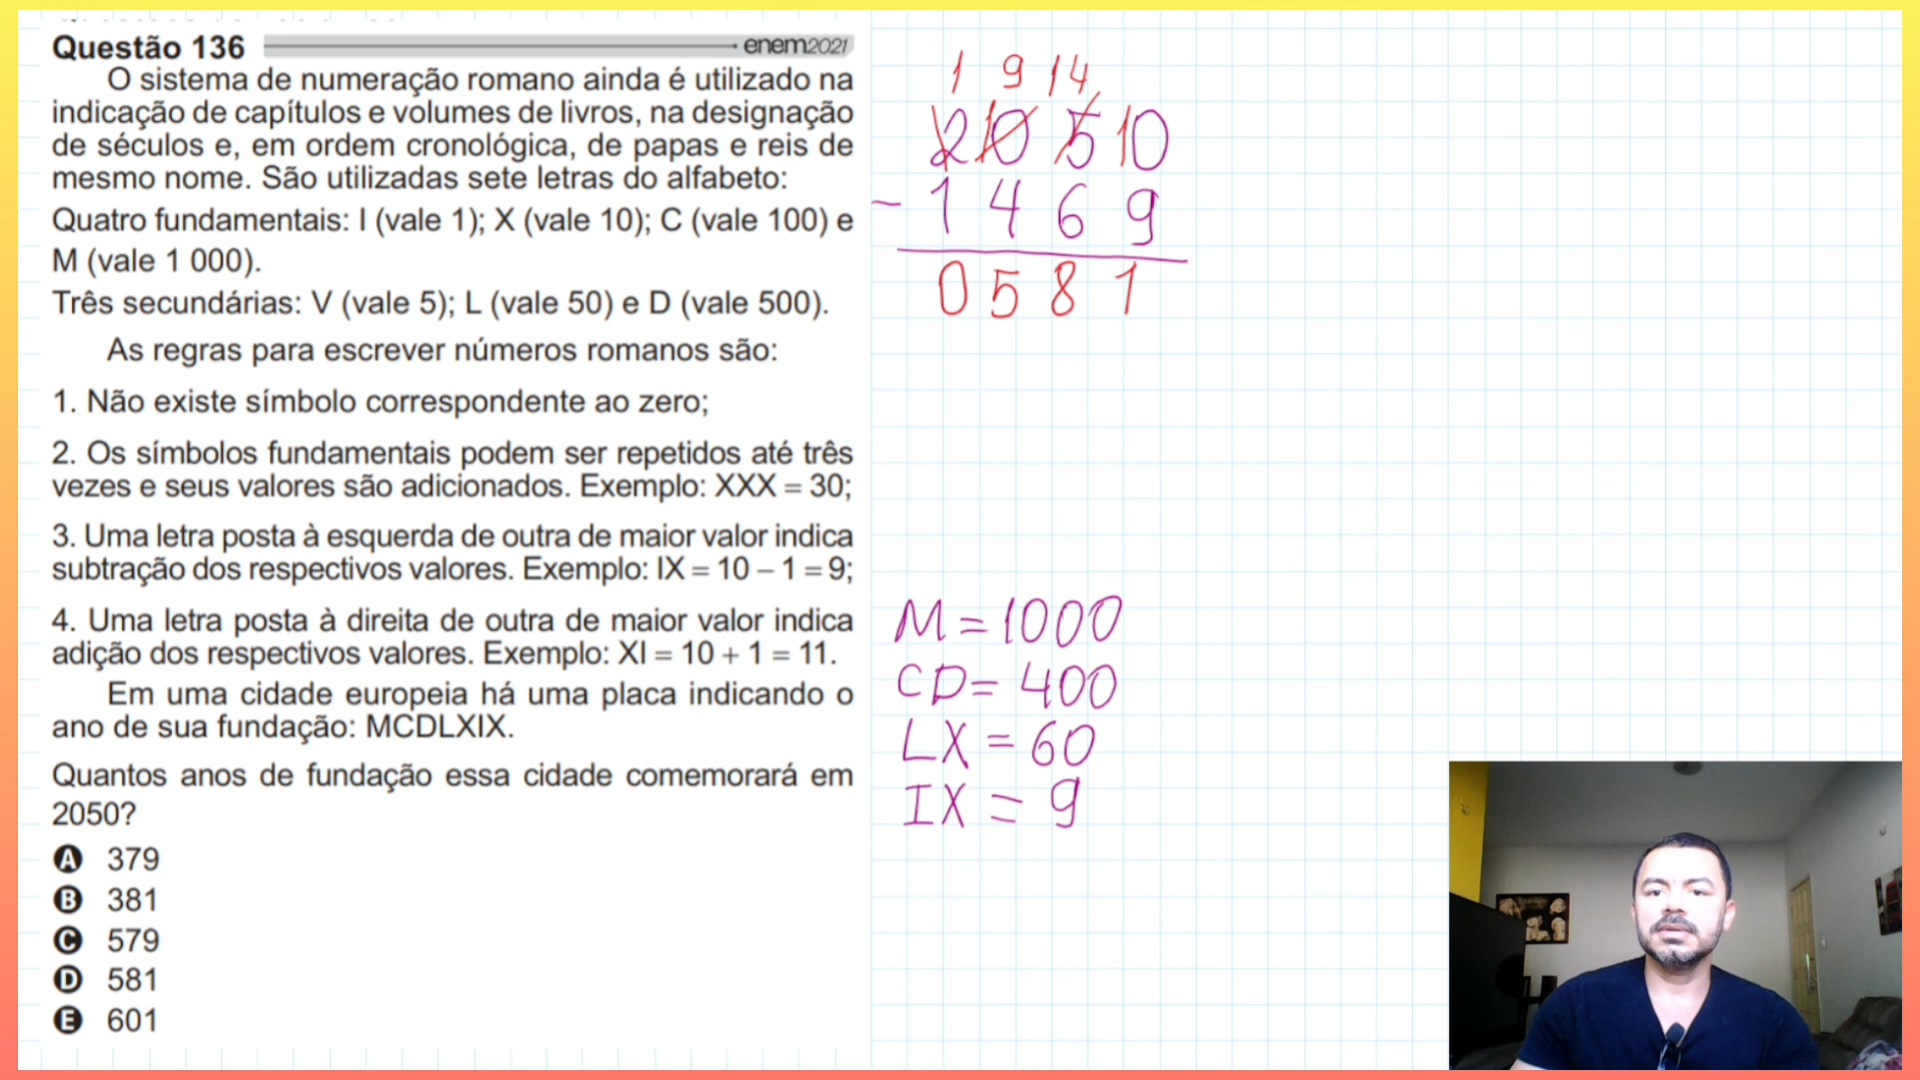 Questão 136 enem2021
O sistema de numeração romano ainda é utilizado na
indicação de capítulos e volumes de livros, na designação
de séculos e, em ordem cronológica, de papas e reis de
mesmo nome. São utilizadas sete letras do alfabeto:
Quatro fundamentais: I (vale 1); X (vale 10); C (vale 100) e
M (vale 1 000).
Três secundárias: V (vale 5); L (vale 50) e D (vale 500).
As regras para escrever números romanos são:
1. Não existe símbolo correspondente ao zero;
2. Os símbolos fundamentais podem ser repetidos até três
vezes e seus valores são adicionados. Exemplo: XXX = 30;
3. Uma letra posta à esquerda de outra de maior valor indica
subtração dos respectivos valores. Exemplo: IX = 10 – 1 = 9;
4. Uma letra posta à direita de outra de maior valor indica
adição dos respectivos valores. Exemplo: XI = 10 + 1 = 11.
Em uma cidade europeia há uma placa indicando o
ano de sua fundação: MCDLXIX.
Quantos anos de fundação essa cidade comemorará em
2050?
A 379
B 381
C 579
D 581
E 601
1 9 14
2 10 5 10
- 1 4 6 9
0 5 8 1
M = 1000
CD = 400
LX = 60
IX = 9